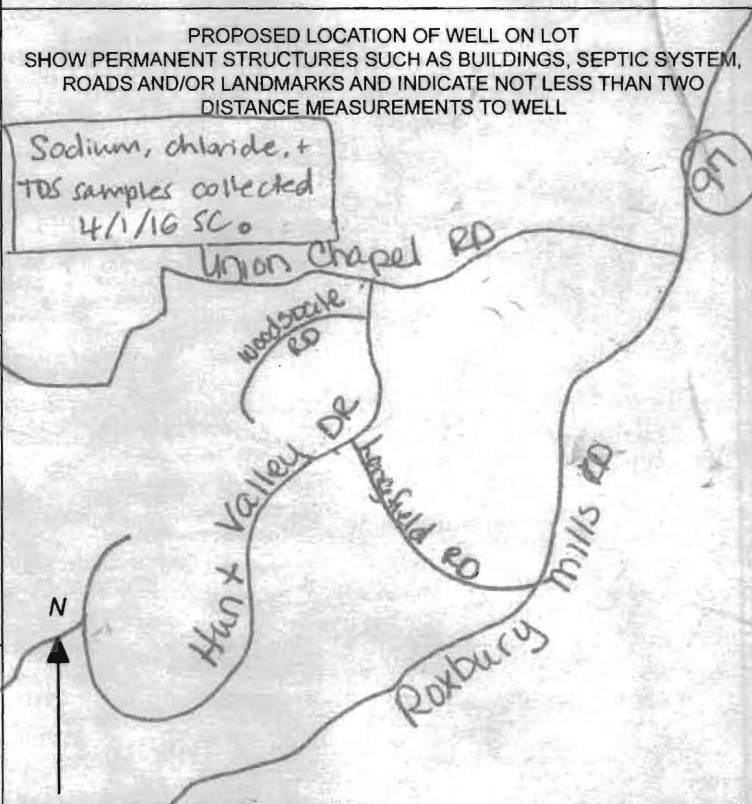 PROPOSED LOCATION OF WELL ON LOT
SHOW PERMANENT STRUCTURES SUCH AS BUILDINGS, SEPTIC SYSTEM,
ROADS AND/OR LANDMARKS AND INDICATE NOT LESS THAN TWO
DISTANCE MEASUREMENTS TO WELL
Sodium, chloride, +
TDS samples collected
4/1/16 SC.
97
Union Chapel RD
RD
Hunt Valley DR
RD
Roxbury Mills RD
N